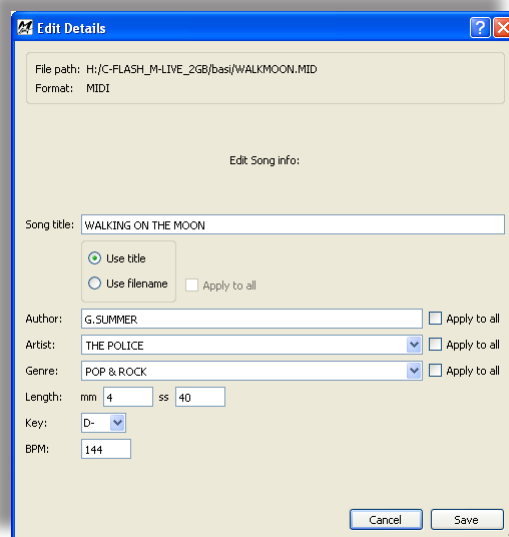 Edit Details
File path: H:/C-FLASH_M-LIVE_2GB/basi/WALKMOON.MID
Format: MIDI
Edit Song info:
Song title: WALKING ON THE MOON
Use title
Use filename Apply to all
Author: G.SUMMER Apply to all
Artist: THE POLICE Apply to all
Genre: POP & ROCK Apply to all
Length: mm 4 ss 40
Key: D-
BPM: 144
Cancel Save